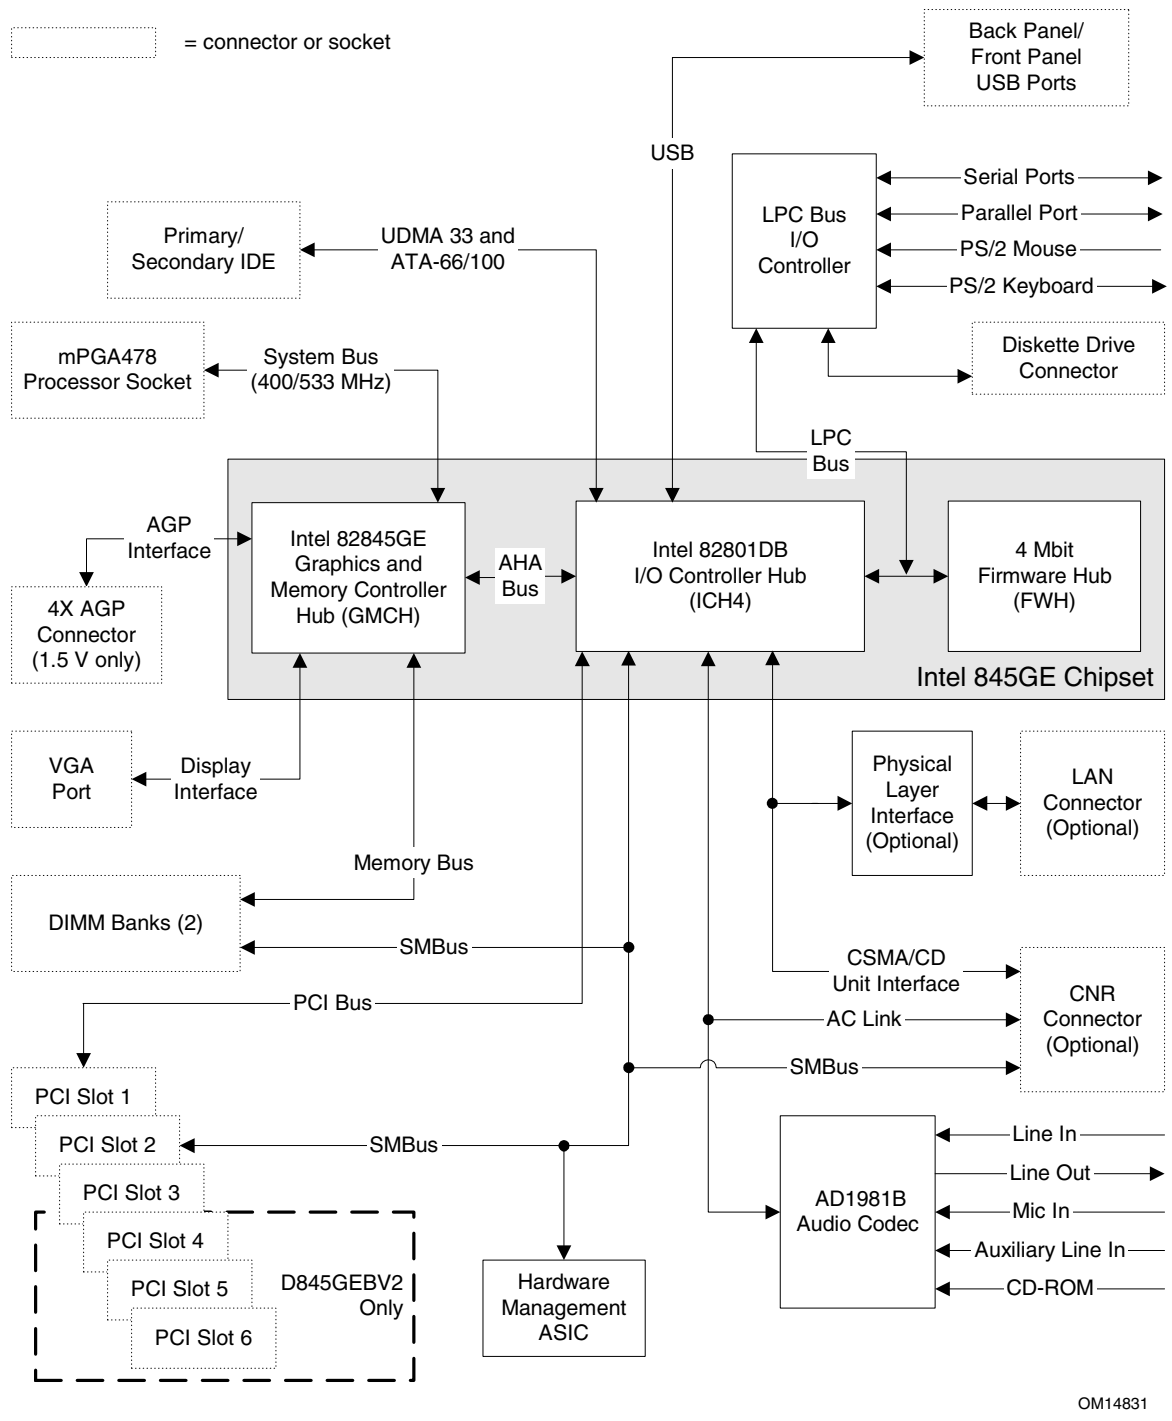 = connector or socket
Back Panel/
Front Panel
USB Ports
USB
LPC Bus
I/O
Controller
Serial Ports
Parallel Port
PS/2 Mouse
PS/2 Keyboard
Primary/
Secondary IDE
UDMA 33 and
ATA-66/100
mPGA478
Processor Socket
System Bus
(400/533 MHz)
Diskette Drive
Connector
LPC
Bus
AGP
Interface
Intel 82845GE
Graphics and
Memory Controller
Hub (GMCH)
AHA
Bus
Intel 82801DB
I/O Controller Hub
(ICH4)
4 Mbit
Firmware Hub
(FWH)
4X AGP
Connector
(1.5 V only)
Intel 845GE Chipset
VGA
Port
Display
Interface
Physical
Layer
Interface
(Optional)
LAN
Connector
(Optional)
Memory Bus
DIMM Banks (2)
SMBus
CSMA/CD
Unit Interface
PCI Bus
AC Link
CNR
Connector
(Optional)
SMBus
PCI Slot 1
PCI Slot 2
SMBus
PCI Slot 3
PCI Slot 4
PCI Slot 5
PCI Slot 6
D845GEBV2
Only
Hardware
Management
ASIC
AD1981B
Audio Codec
Line In
Line Out
Mic In
Auxiliary Line In
CD-ROM
OM14831